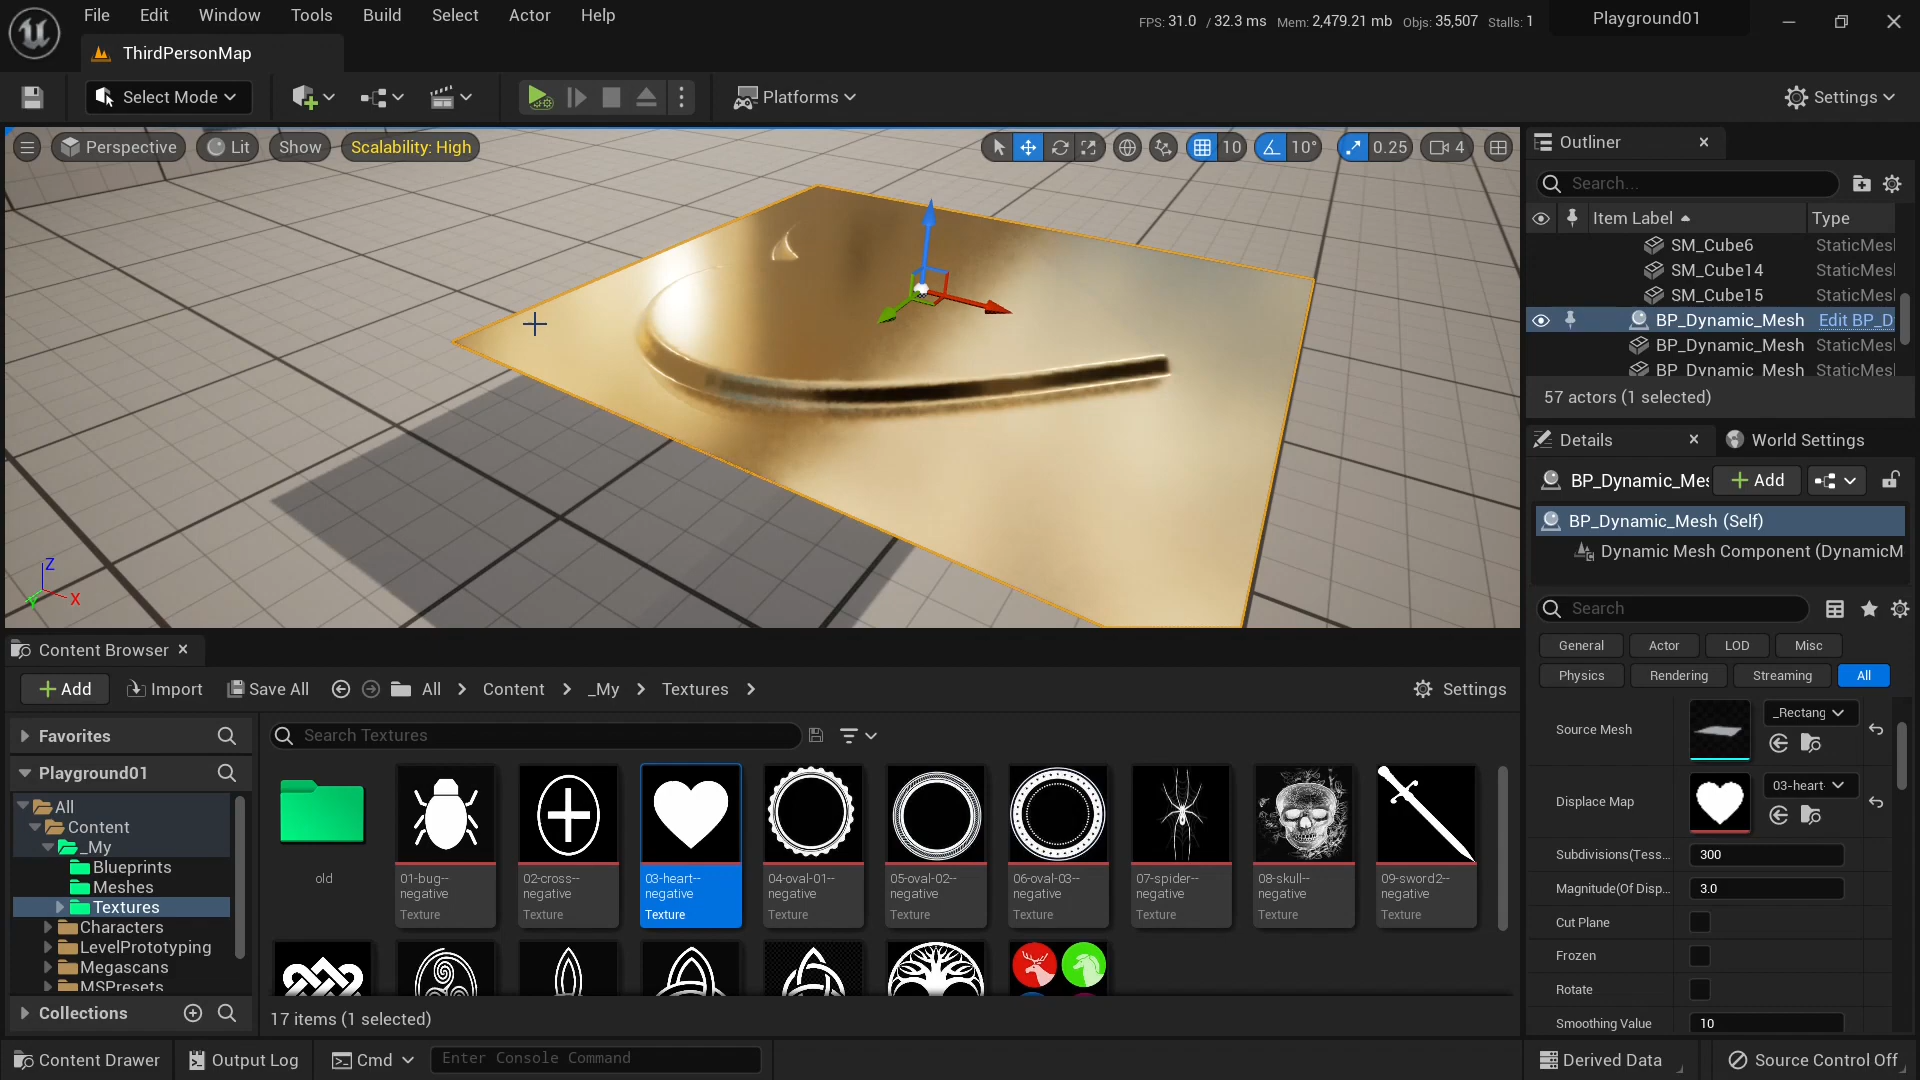 File Edit Window Tools Build Select Actor Help
FPS: 31.0 / 32.3 ms Mem: 2,479.21 mb Objs: 35,507 Stalls: 1
Playground01
ThirdPersonMap
Select Mode
Platforms
Settings
Perspective Lit Show Scalability: High
10 10° 0.25 4
Z
X
Y
Outliner
Search...
Item Label Type
SM_Cube6 StaticMesl
SM_Cube14 StaticMesl
SM_Cube15 StaticMesl
BP_Dynamic_Mesh Edit BP_D
BP_Dynamic_Mesh StaticMesl
BP_Dynamic_Mesh StaticMesl
57 actors (1 selected)
Details World Settings
BP_Dynamic_Mes Add
BP_Dynamic_Mesh (Self)
Dynamic Mesh Component (DynamicM
Search
General Actor LOD Misc
Physics Rendering Streaming All
Source Mesh _Rectang
Displace Map 03-heart-
Subdivisions(Tess... 300
Magnitude(Of Disp... 3.0
Cut Plane
Frozen
Rotate
Smoothing Value 10
Content Browser
Add Import Save All All Content _My Textures Settings
Favorites
Search Textures
Playground01
All
Content
_My
Blueprints
Meshes
Textures
Characters
LevelPrototyping
Megascans
MSPresets
Collections
old
01-bug--
negative
Texture
02-cross--
negative
Texture
03-heart--
negative
Texture
04-oval-01--
negative
Texture
05-oval-02--
negative
Texture
06-oval-03--
negative
Texture
07-spider--
negative
Texture
08-skull--
negative
Texture
09-sword2--
negative
Texture
17 items (1 selected)
Content Drawer Output Log Cmd Enter Console Command Derived Data Source Control Off